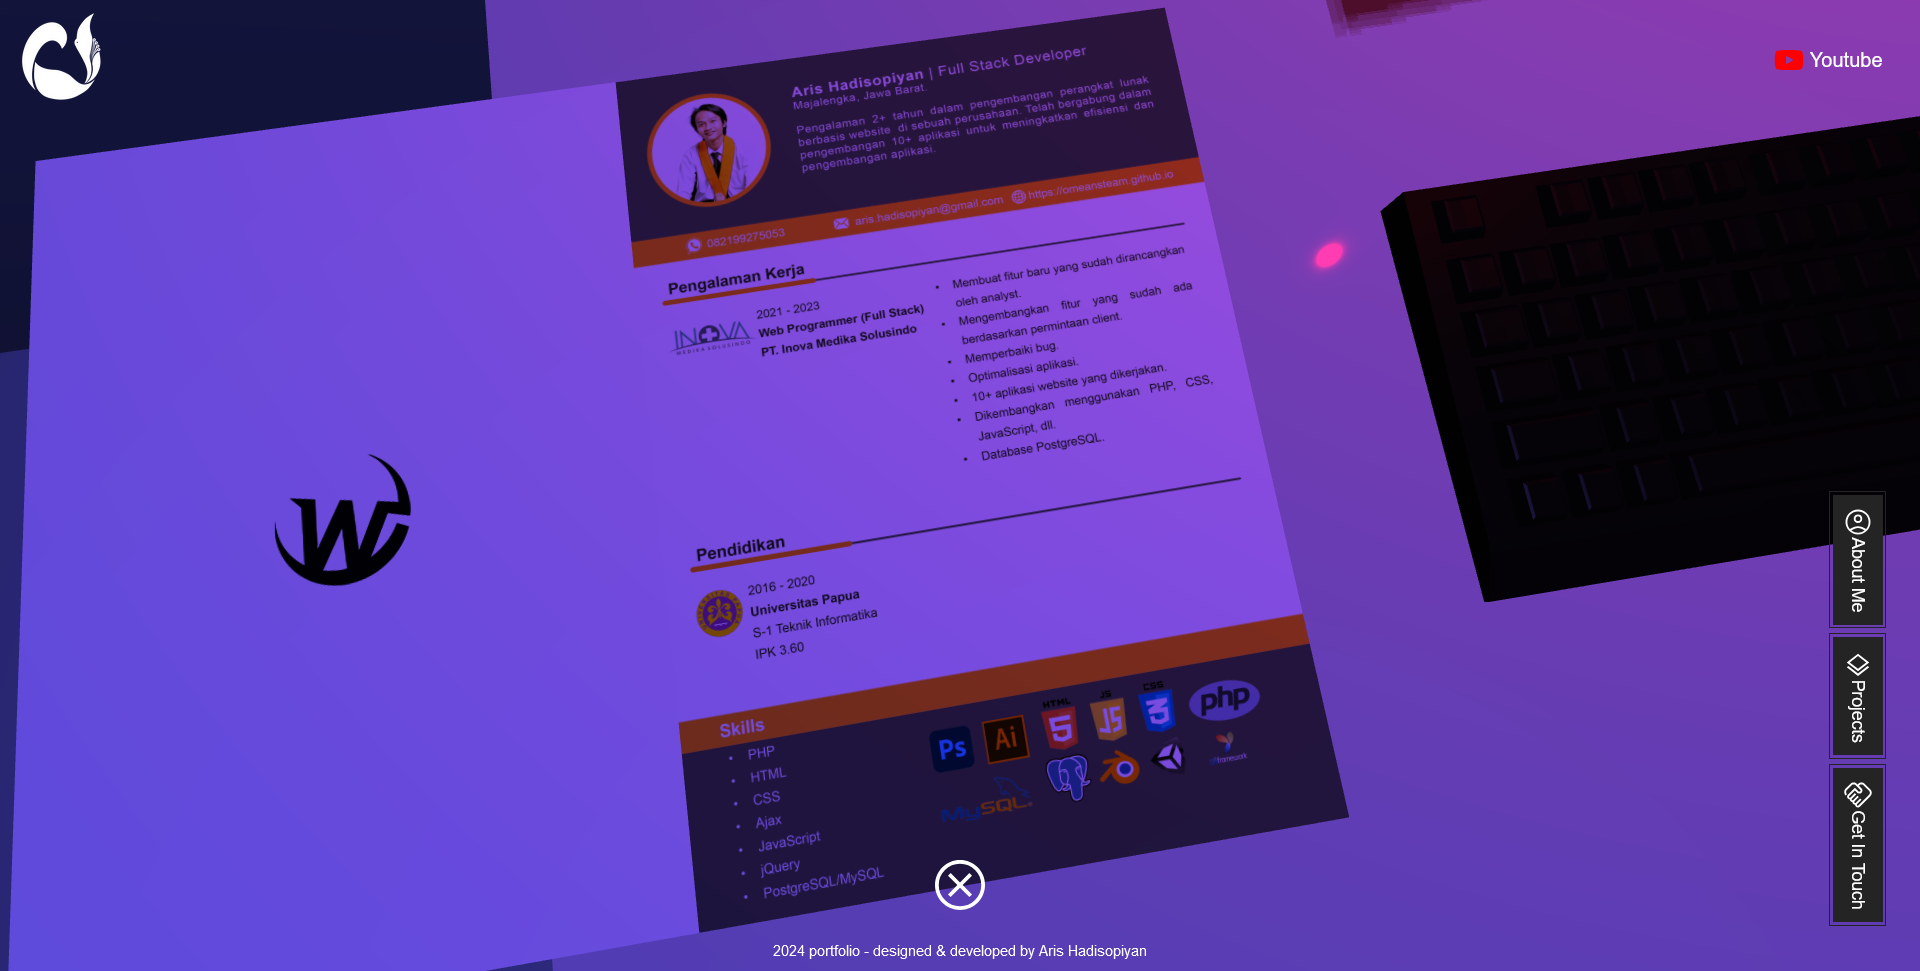 Youtube
Aris Hadisopiyan | Full Stack Developer
Majalengka, Jawa Barat.
Pengalaman 2+ tahun dalam pengembangan perangkat lunak
berbasis website di sebuah perusahaan. Telah bergabung dalam
pengembangan 10+ aplikasi untuk meningkatkan efisiensi dan
pengembangan aplikasi.
082199275053
aris.hadisopiyan@gmail.com
https://omeansteam.github.io
Pengalaman Kerja
INOVA
MEDIKA SOLUSINDO
2021 - 2023
Web Programmer (Full Stack)
PT. Inova Medika Solusindo
• Membuat fitur baru yang sudah dirancangkan
oleh analyst.
• Mengembangkan fitur yang sudah ada
berdasarkan permintaan client.
• Memperbaiki bug.
• Optimalisasi aplikasi.
• 10+ aplikasi website yang dikerjakan.
• Dikembangkan menggunakan PHP, CSS,
JavaScript, dll.
• Database PostgreSQL.
W
Pendidikan
2016 - 2020
Universitas Papua
S-1 Teknik Informatika
IPK 3.60
Skills
• PHP
• HTML
• CSS
• Ajax
• JavaScript
• jQuery
• PostgreSQL/MySQL
Ps
Ai
HTML
5
JS
JS
CSS
3
php
yiiframework
MySQL
About Me
Projects
Get In Touch
2024 portfolio - designed & developed by Aris Hadisopiyan